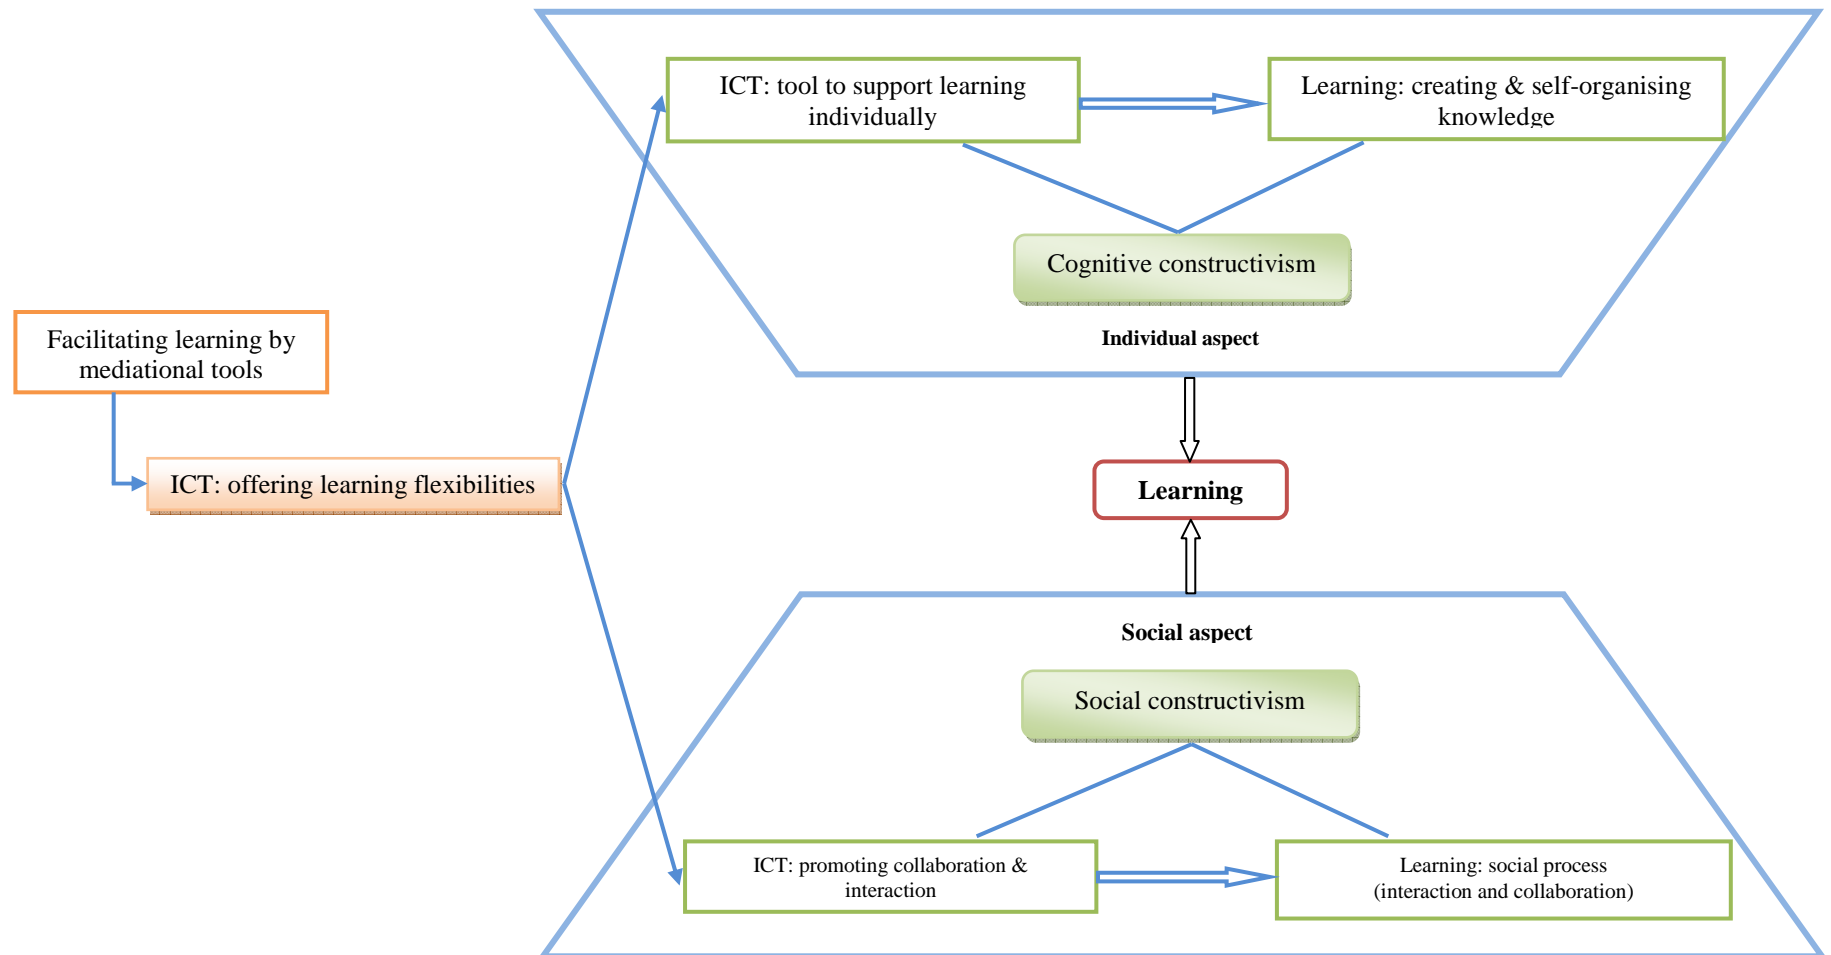 ICT: tool to support learning
individually
Learning: creating & self-organising
knowledge
Cognitive constructivism
Individual aspect
Facilitating learning by
mediational tools
ICT: offering learning flexibilities
Learning
Social aspect
Social constructivism
ICT: promoting collaboration &
interaction
Learning: social process
(interaction and collaboration)